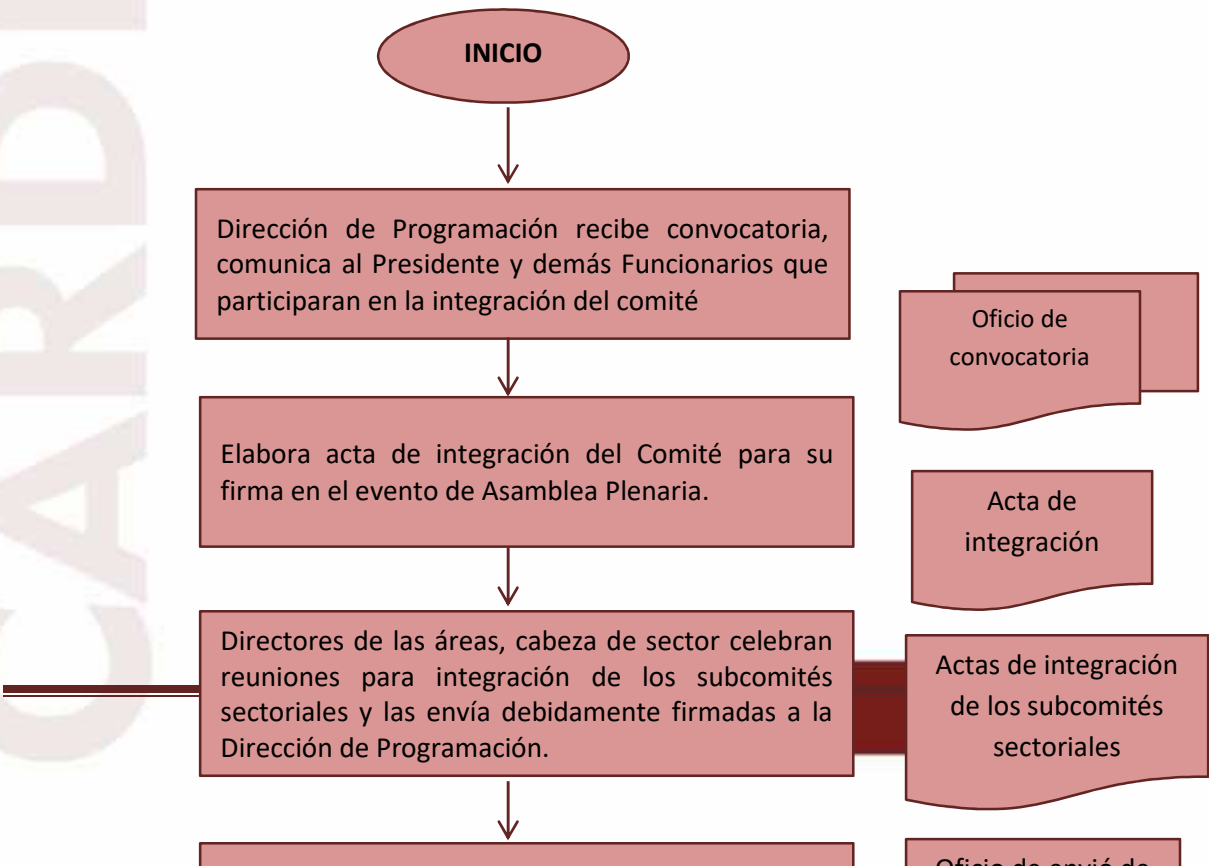 INICIO
Dirección de Programación recibe convocatoria,
comunica al Presidente y demás Funcionarios que
participaran en la integración del comité
Oficio de
convocatoria
Elabora acta de integración del Comité para su
firma en el evento de Asamblea Plenaria.
Acta de
integración
Directores de las áreas, cabeza de sector celebran
reuniones para integración de los subcomités
sectoriales y las envía debidamente firmadas a la
Dirección de Programación.
Actas de integración
de los subcomités
sectoriales
Oficio de envió de
CARD